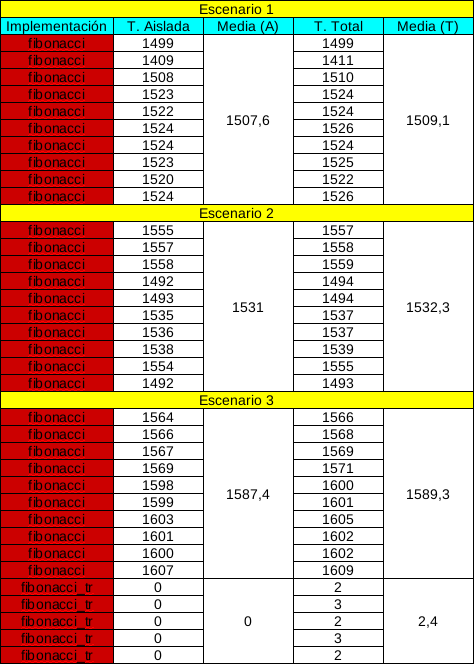 Escenario 1
Implementación T. Aislada Media (A) T. Total Media (T)
fibonacci 1499 1499
fibonacci 1409 1411
fibonacci 1508 1510
fibonacci 1523 1524
fibonacci 1522 1524
fibonacci 1524 1507,6 1526 1509,1
fibonacci 1524 1524
fibonacci 1523 1525
fibonacci 1520 1522
fibonacci 1524 1526
Escenario 2
fibonacci 1555 1557
fibonacci 1557 1558
fibonacci 1558 1559
fibonacci 1492 1494
fibonacci 1493 1531 1494 1532,3
fibonacci 1535 1537
fibonacci 1536 1537
fibonacci 1538 1539
fibonacci 1554 1555
fibonacci 1492 1493
Escenario 3
fibonacci 1564 1566
fibonacci 1566 1568
fibonacci 1567 1569
fibonacci 1569 1571
fibonacci 1598 1600
fibonacci 1599 1587,4 1601 1589,3
fibonacci 1603 1605
fibonacci 1601 1602
fibonacci 1600 1602
fibonacci 1607 1609
fibonacci_tr 0 2
fibonacci_tr 0 3
fibonacci_tr 0 0 2 2,4
fibonacci_tr 0 3
fibonacci_tr 0 2